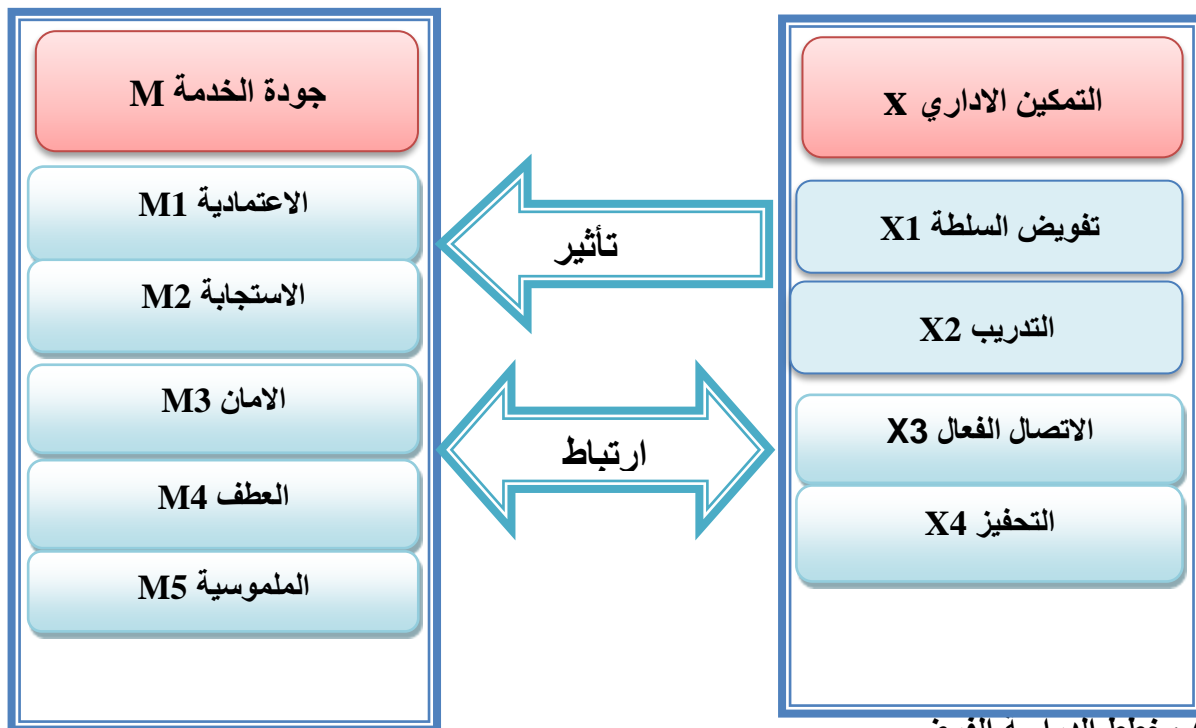 التمكين الاداري x
تفويض السلطة X1
التدريب X2
الاتصال الفعال X3
التحفيز X4
تأثير
ارتباط
جودة الخدمة M
الاعتمادية M1
الاستجابة M2
الامان M3
العطف M4
الملموسية M5